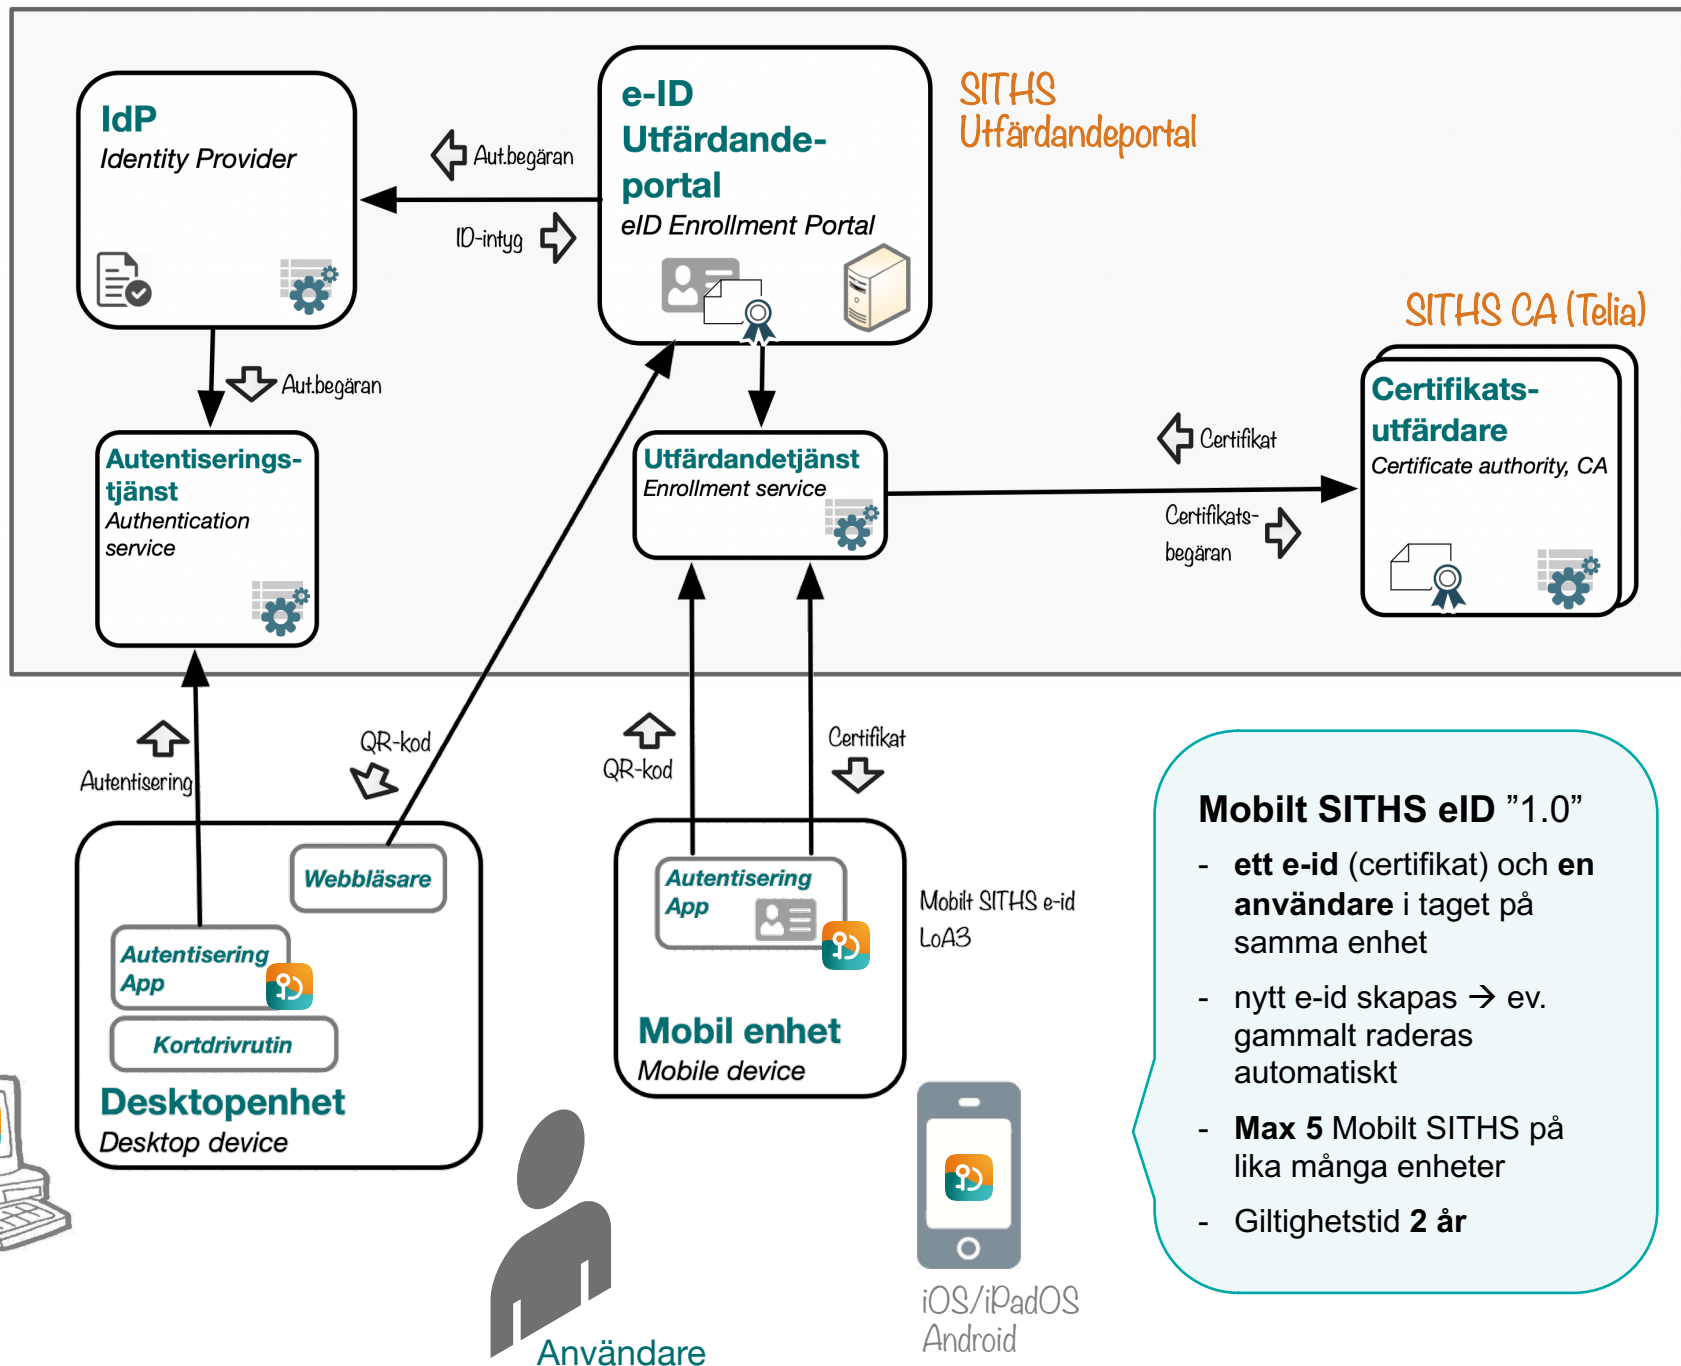 IdP
Identity Provider
e-ID
Utfärdande-
portal
eID Enrollment Portal
SITHS
Utfärdandeportal
Aut.begäran
ID-intyg
Aut.begäran
SITHS CA (Telia)
Certifikats-
utfärdare
Certificate authority, CA
Autentiserings-
tjänst
Authentication
service
Utfärdandetjänst
Enrollment service
Certifikat
Certifikats-
begäran
Autentisering
QR-kod
QR-kod
Certifikat
Webbläsare
Autentisering
App
Kortdrivrutin
Desktopenhet
Desktop device
Autentisering
App
Mobil enhet
Mobile device
Mobilt SITHS e-id
LoA3
Användare
iOS/iPadOS
Android
Mobilt SITHS eID ”1.0”
- ett e-id (certifikat) och en
användare i taget på
samma enhet
- nytt e-id skapas → ev.
gammalt raderas
automatiskt
- Max 5 Mobilt SITHS på
lika många enheter
- Giltighetstid 2 år